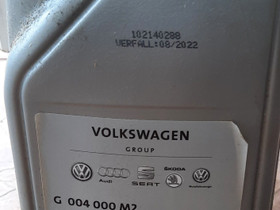 102140288
VERFALL:08/2022
VOLKSWAGEN
GROUP
Audi
SEAT
ŠKODA
G 004 000 M2